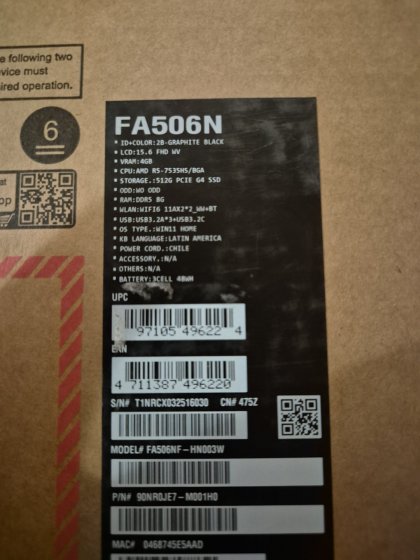 e following two
evice must
ired operation.
6
at
pp
FA506N
* ID+COLOR:2B-GRAPHITE BLACK
* LCD:15.6 FHD WV
* VRAM:4GB
* CPU:AMD R5-7535HS/BGA
* STORAGE.:512G PCIE G4 SSD
* ODD:WO ODD
* RAM:DDR5 8G
* WLAN:WIFI6 11AX2*2_WW+BT
* USB:USB3.2A*3+USB3.2C
* OS TYPE.:WIN11 HOME
* KB LANGUAGE:LATIN AMERICA
* POWER CORD.:CHILE
* ACCESSORY.:N/A
* OTHERS:N/A
* BATTERY:3CELL 48WH
UPC
97105 49622 4
EAN
4 711387 496220
S/N# T1NRCX032516030 CN# 475Z
MODEL# FA506NF-HN003W
P/N# 90NR0JE7-M001H0
MAC# 0468745E5AAD